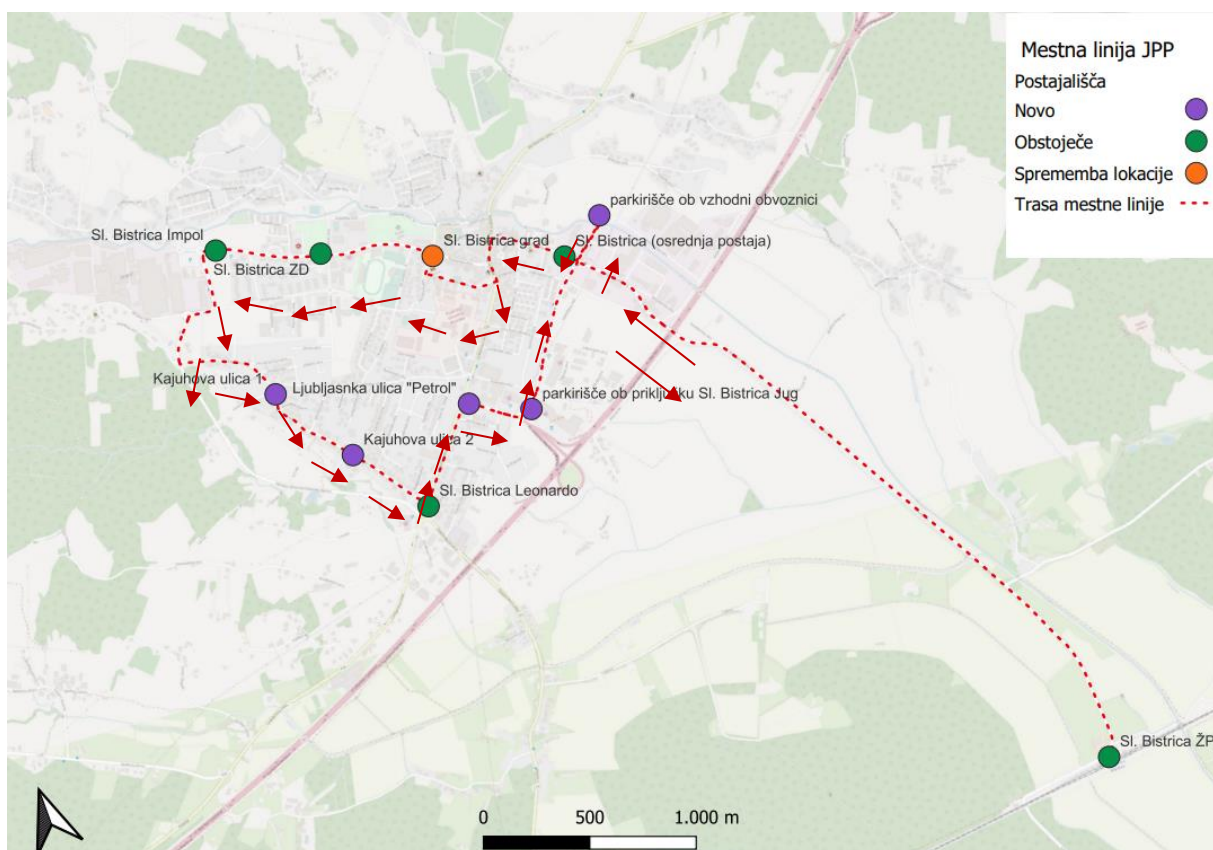 Mestna linija JPP
Postajališča
Novo
Obstoječe
Sprememba lokacije
Trasa mestne linije
parkirišče ob vzhodni obvoznici
Sl. Bistrica Impol
Sl. Bistrica grad
Sl. Bistrica (osrednja postaja)
Sl. Bistrica ZD
Kajuhova ulica 1
Ljubljasnka ulica "Petrol"
parkirišče ob priključku Sl. Bistrica Jug
Kajuhova ulica 2
Sl. Bistrica Leonardo
Sl. Bistrica ŽP
0 500 1.000 m